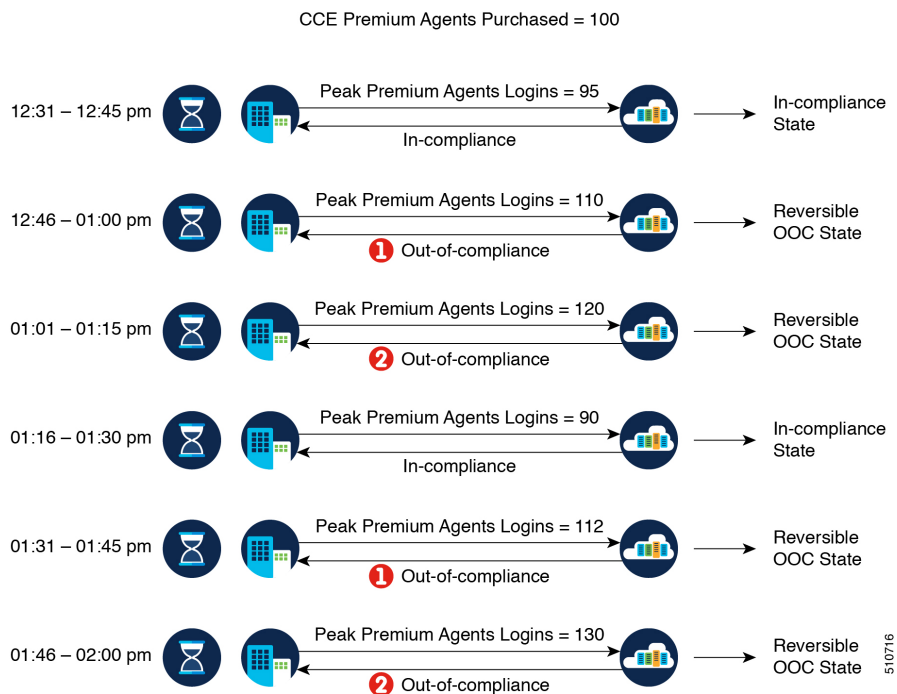 CCE Premium Agents Purchased = 100
12:31 – 12:45 pm
Peak Premium Agents Logins = 95
In-compliance
In-compliance
State
12:46 – 01:00 pm
Peak Premium Agents Logins = 110
1 Out-of-compliance
Reversible
OOC State
01:01 – 01:15 pm
Peak Premium Agents Logins = 120
2 Out-of-compliance
Reversible
OOC State
01:16 – 01:30 pm
Peak Premium Agents Logins = 90
In-compliance
In-compliance
State
01:31 – 01:45 pm
Peak Premium Agents Logins = 112
1 Out-of-compliance
Reversible
OOC State
01:46 – 02:00 pm
Peak Premium Agents Logins = 130
2 Out-of-compliance
Reversible
OOC State
510716